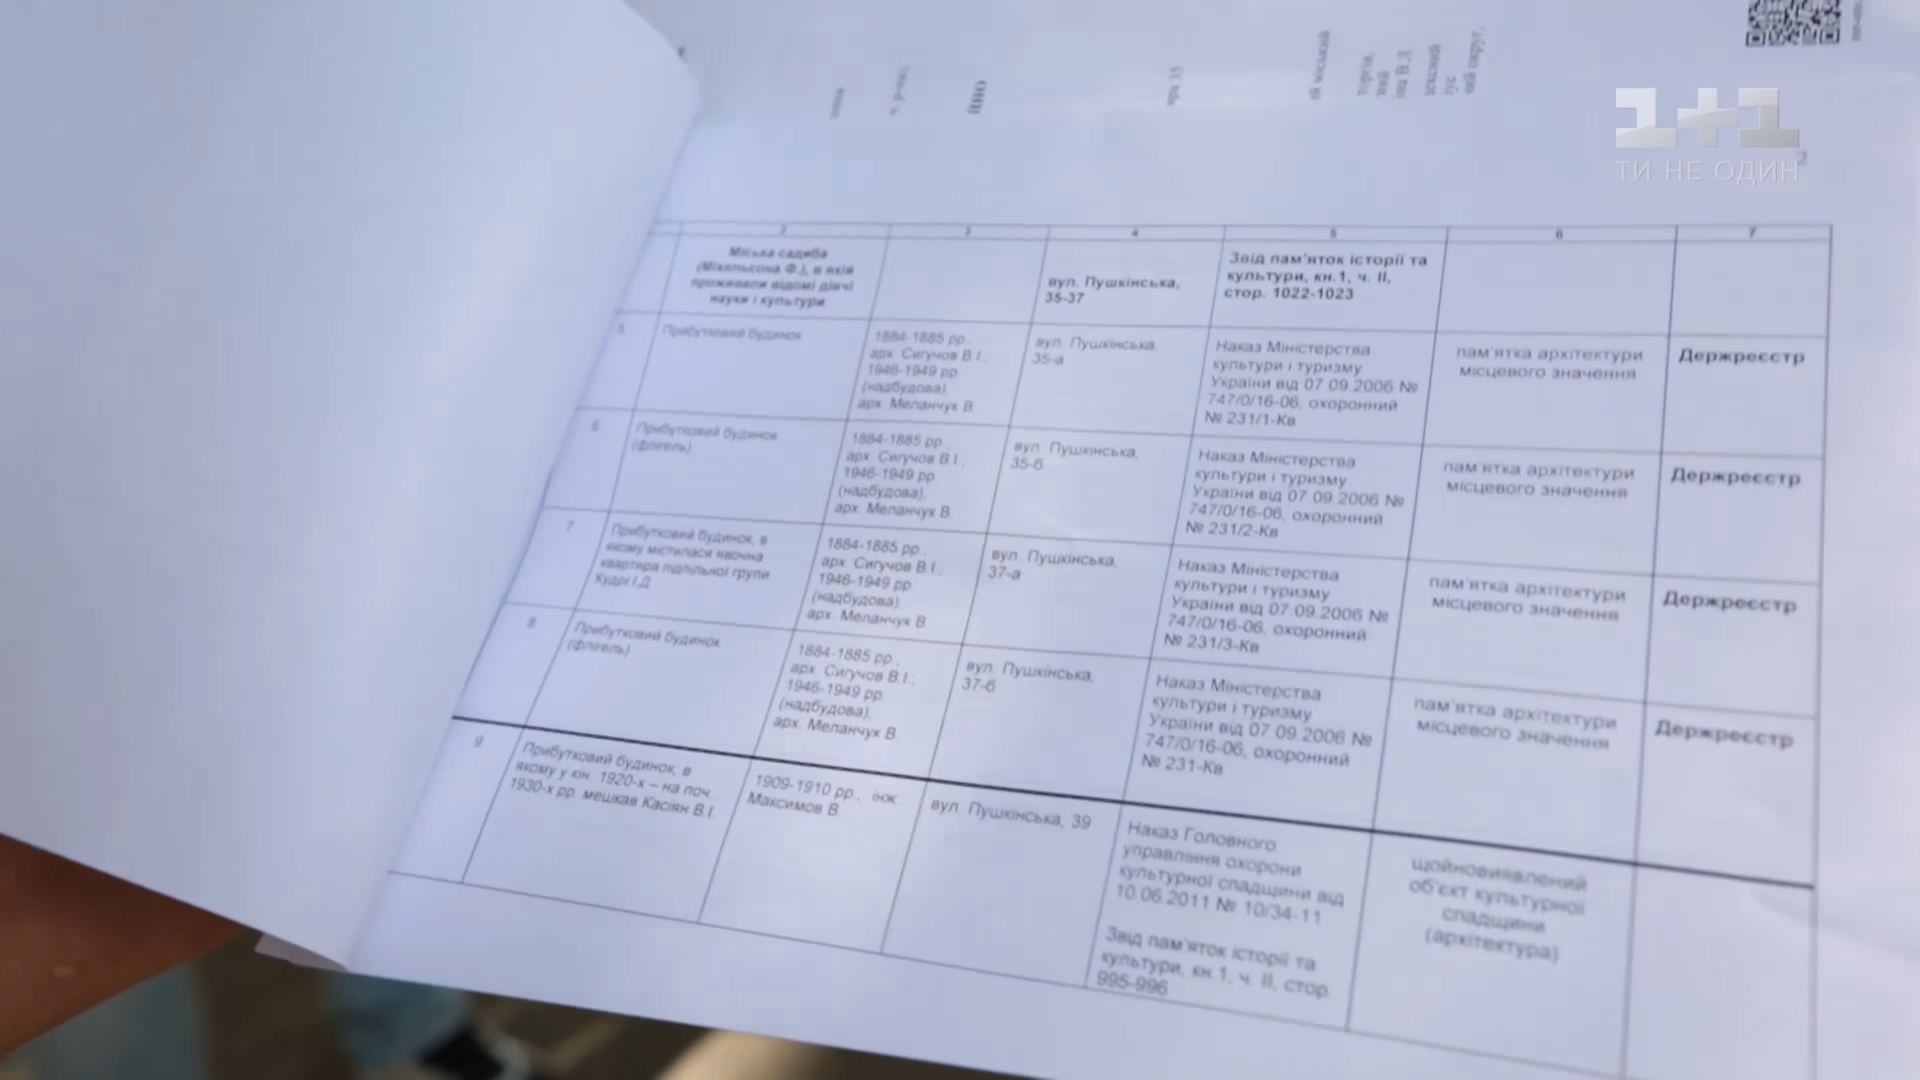 ІЙНО
1+1
ТИ НЕ ОДИН
2
2 3 4 5 6 7
Міська садиба
(Міхельсона Ф.), в якій
проживали відомі діячі
науки і культури
вул. Пушкінська,
35-37
Звід пам'яток історії та
культури, кн.1, ч. ІІ,
стор. 1022-1023
5
Прибутковий будинок
1884-1885 рр.,
арх. Сигучов В.І.,
1946-1949 рр.
(надбудова),
арх. Меланчук В.
вул. Пушкінська,
35-а
Наказ Міністерства
культури і туризму
України від 07.09.2006 №
747/0/16-06, охоронний
№ 231/1-Кв
пам'ятка архітектури
місцевого значення
Держреєстр
6
Прибутковий будинок
(флігель)
1884-1885 рр.,
арх. Сигучов В.І.,
1946-1949 рр.
(надбудова),
арх. Меланчук В.
вул. Пушкінська,
35-б
Наказ Міністерства
культури і туризму
України від 07.09.2006 №
747/0/16-06, охоронний
№ 231/2-Кв
пам'ятка архітектури
місцевого значення
Держреєстр
7
Прибутковий будинок, в
якому містилася явочна
квартира підпільної групи
Кудрі І.Д.
1884-1885 рр.,
арх. Сигучов В.І.,
1946-1949 рр.
(надбудова),
арх. Меланчук В.
вул. Пушкінська,
37-а
Наказ Міністерства
культури і туризму
України від 07.09.2006 №
747/0/16-06, охоронний
№ 231/3-Кв
пам'ятка архітектури
місцевого значення
Держреєстр
8
Прибутковий будинок
(флігель)
1884-1885 рр.,
арх. Сигучов В.І.,
1946-1949 рр.
(надбудова),
арх. Меланчук В.
вул. Пушкінська,
37-б
Наказ Міністерства
культури і туризму
України від 07.09.2006 №
747/0/16-06, охоронний
№ 231-Кв
пам'ятка архітектури
місцевого значення
Держреєстр
9
Прибутковий будинок, в
якому у кін. 1920-х – на поч.
1930-х рр. мешкав Касіян В.І.
1909-1910 рр., інж.
Максимов В.
вул. Пушкінська, 39
Наказ Головного
управління охорони
культурної спадщини від
10.06.2011 № 10/34-11
Звід пам'яток історії та
культури, кн.1, ч. ІІ, стор.
995-996
щойновиявлений
об'єкт культурної
спадщини
(архітектура)